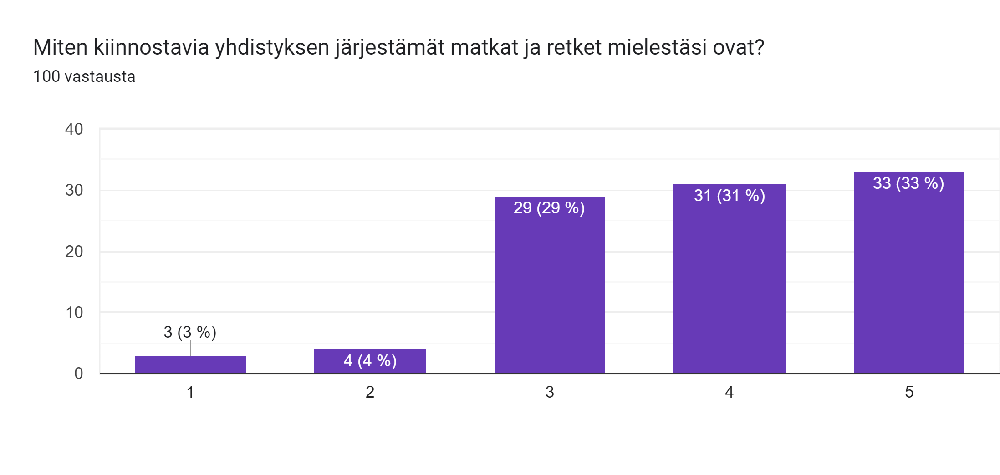 Miten kiinnostavia yhdistyksen järjestämät matkat ja retket mielestäsi ovat?
100 vastausta
40
30
20
10
0
3 (3 %)
4 (4 %)
29 (29 %)
31 (31 %)
33 (33 %)
1
2
3
4
5